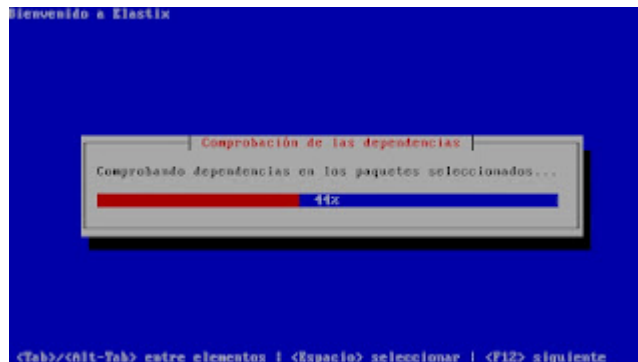 Bienvenido a Elastix
Comprobación de las dependencias
Comprobando dependencias en los paquetes seleccionados...
44%
<Tab>/<Alt-Tab> entre elementos | <Espacio> seleccionar | <F12> siguiente